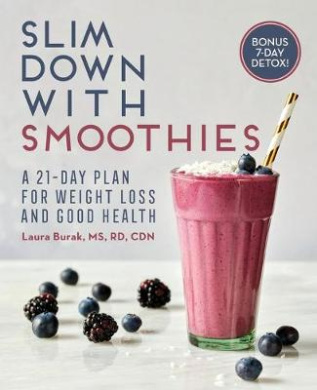 SLIM
DOWN
WITH
SMOOTHIES
BONUS
7-DAY
DETOX!
A 21-DAY PLAN
FOR WEIGHT LOSS
AND GOOD HEALTH
Laura Burak, MS, RD, CDN